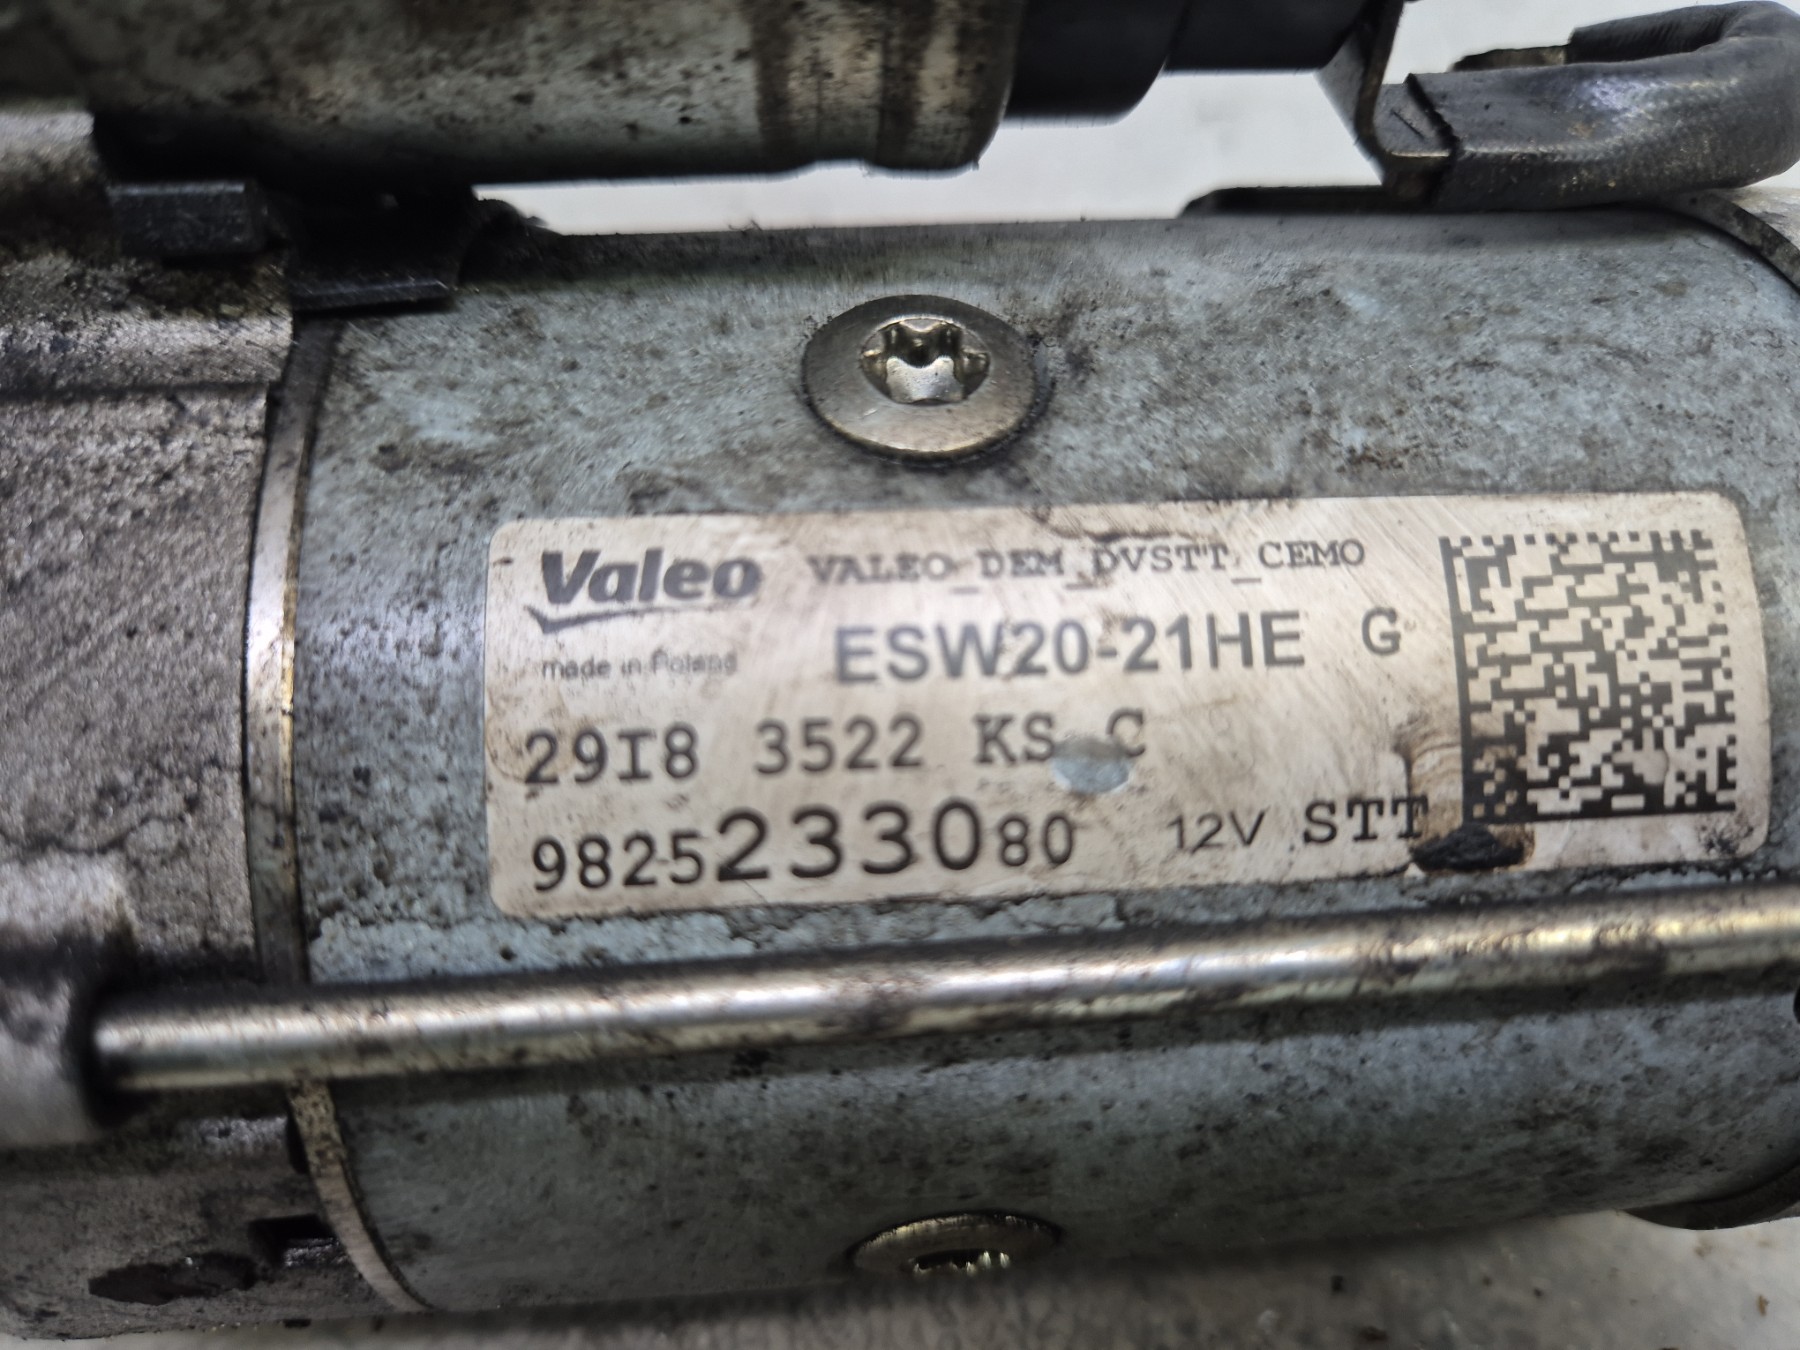 Valeo VALEO_DEM_DVSTT_CEMO
made in Poland ESW20-21HE G
29I8 3522 KS C
9825233080 12V STT